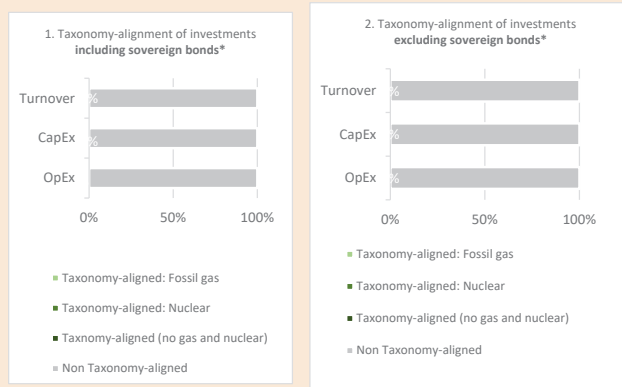 1. Taxonomy-alignment of investments
including sovereign bonds*
Turnover
%
CapEx
%
OpEx
0%
50%
100%
Taxonomy-aligned: Fossil gas
Taxonomy-aligned: Nuclear
Taxnomy-aligned (no gas and nuclear)
Non Taxonomy-aligned
2. Taxonomy-alignment of investments
excluding sovereign bonds*
Turnover
%
CapEx
%
OpEx
%
0%
50%
100%
Taxonomy-aligned: Fossil gas
Taxonomy-aligned: Nuclear
Taxonomy-aligned (no gas and nuclear)
Non Taxonomy-aligned